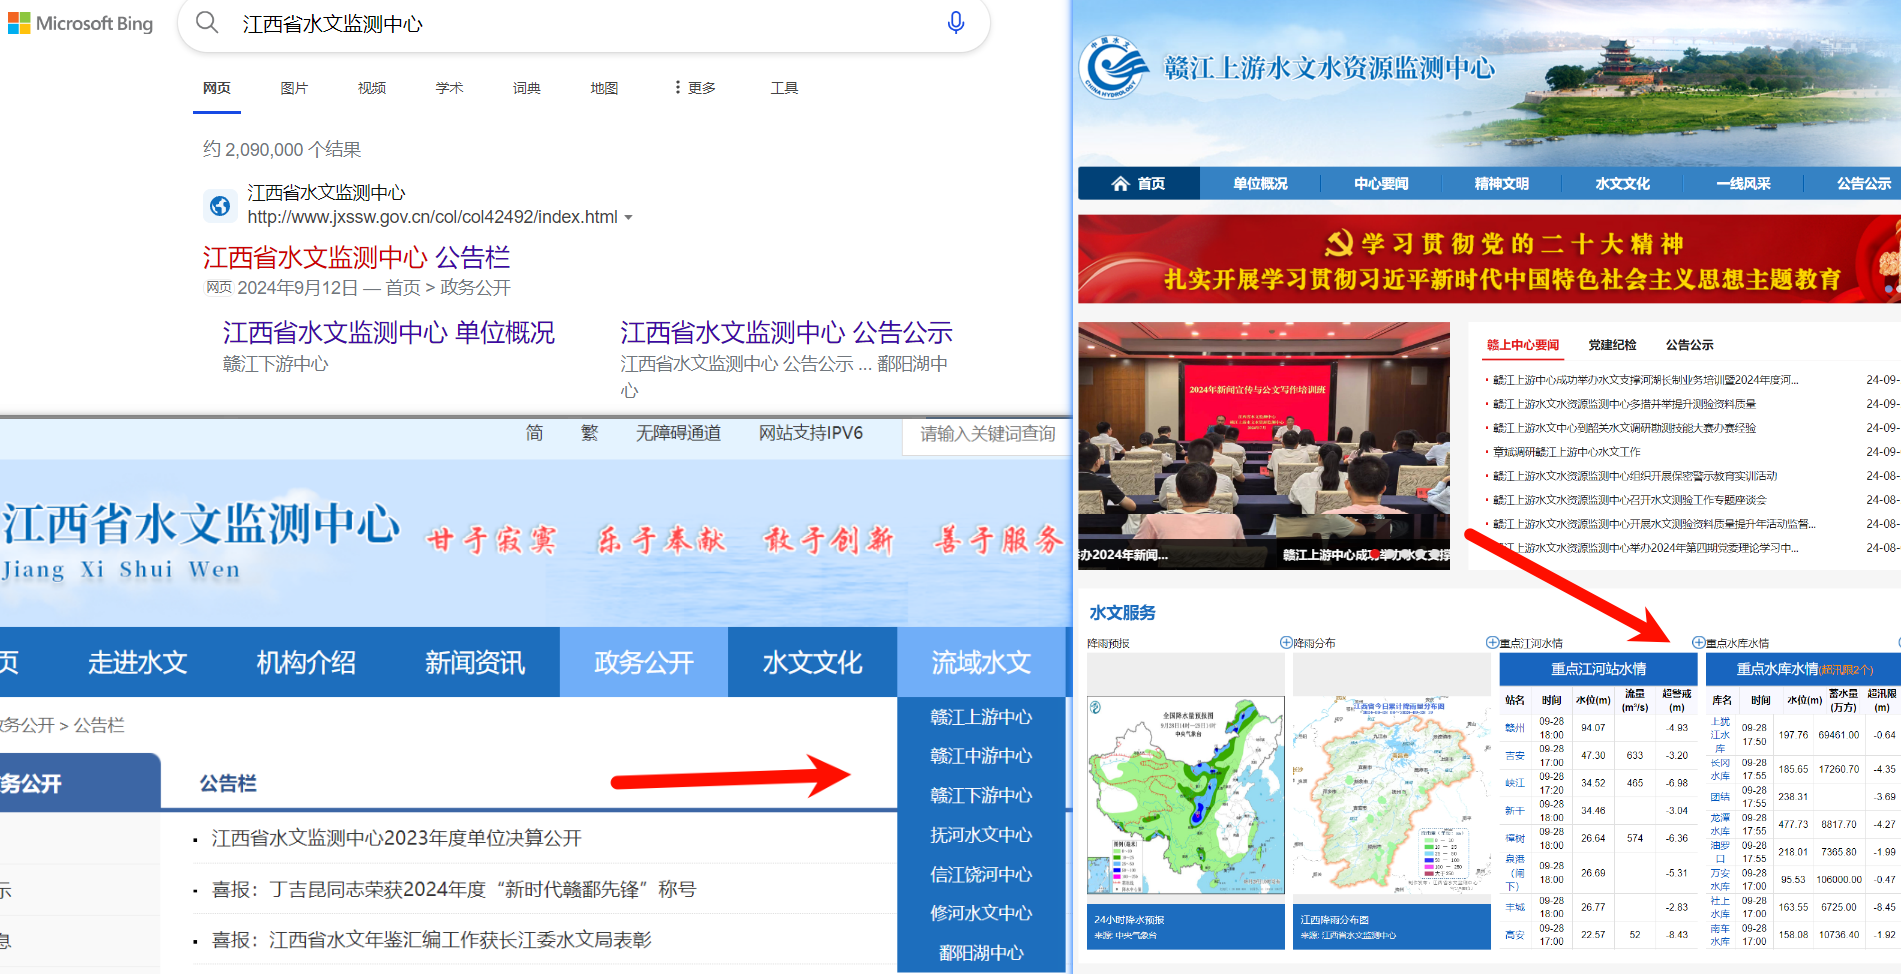 Microsoft Bing
江西省水文监测中心
网页 图片 视频 学术 词典 地图 更多 工具
约 2,090,000 个结果
江西省水文监测中心
http://www.jxssw.gov.cn/col/col42492/index.html
江西省水文监测中心 公告栏
网页 2024年9月12日 — 首页 > 政务公开
江西省水文监测中心 单位概况
赣江下游中心
江西省水文监测中心 公告公示
江西省水文监测中心 公告公示 ... 鄱阳湖中
心
简 繁 无障碍通道 网站支持IPV6 请输入关键词查询
江西省水文监测中心
Jiang Xi Shui Wen
甘于寂寞 乐于奉献 敢于创新 善于服务
页 走进水文 机构介绍 新闻资讯 政务公开 水文文化 流域水文
赣江上游中心
赣江中游中心
赣江下游中心
抚河水文中心
信江饶河中心
修河水文中心
鄱阳湖中心
务公开 > 公告栏
务公开
示
息
公告栏
江西省水文监测中心2023年度单位决算公开
喜报：丁吉昆同志荣获2024年度“新时代赣鄱先锋”称号
喜报：江西省水文年鉴汇编工作获长江委水文局表彰
中国水文
CHINA HYDROLOGY
赣江上游水文水资源监测中心
首页 单位概况 中心要闻 精神文明 水文文化 一线风采 公告公示
学习贯彻党的二十大精神
扎实开展学习贯彻习近平新时代中国特色社会主义思想主题教育
2024年新闻宣传与公文写作培训班
办2024年新闻... 赣江上游中心成功举办水文支撑
赣上中心要闻 党建纪检 公告公示
赣江上游中心成功举办水文支撑河湖长制业务培训暨2024年度河... 24-09-
赣江上游水文水资源监测中心多措并举提升测验资料质量 24-09-
赣江上游水文中心到韶关水文调研勘测技能大赛办赛经验 24-09-
章斌调研赣江上游中心水文工作 24-09-
赣江上游水文水资源监测中心组织开展保密警示教育实训活动 24-08-
赣江上游水文水资源监测中心召开水文测验工作专题座谈会 24-08-
赣江上游水文水资源监测中心开展水文测验资料质量提升年活动监督... 24-08-
江上游水文水资源监测中心举办2024年第四期党委理论学习中... 24-08-
水文服务
降雨预报 降雨分布 重点江河水情 重点水库水情
全国降水量预报图
中央气象台
江西省今日累计降雨量分布图
24小时降水预报
来源: 中央气象台
江西降雨分布图
来源: 江西省水文监测中心
重点江河站水情
站名 时间 水位(m) 流量(m³/s) 超警戒(m)
赣州 09-28 18:00 94.07 -4.93
吉安 09-28 17:00 47.30 633 -3.20
峡江 09-28 17:20 34.52 465 -6.98
新干 09-28 18:00 34.46 -3.04
樟树 09-28 18:00 26.64 574 -6.36
泉港（闸下） 09-28 18:00 26.69 -5.31
丰城 09-28 18:00 26.77 -2.83
高安 09-28 17:00 22.57 52 -8.43
重点水库水情(超汛限2个)
库名 时间 水位(m) 蓄水量(万方) 超汛限(m)
上犹江水库 09-28 17:50 197.76 69461.00 -0.64
长冈水库 09-28 17:55 185.65 17260.70 -4.35
团结 09-28 17:55 238.31 -3.69
龙潭水库 09-28 17:55 477.73 8817.70 -4.27
油罗口 09-28 17:55 218.01 7365.80 -1.99
万安水库 09-28 17:00 95.53 106000.00 -0.47
社上水库 09-28 17:00 163.55 6725.00 -8.45
南车水库 09-28 17:00 158.08 10736.40 -1.92